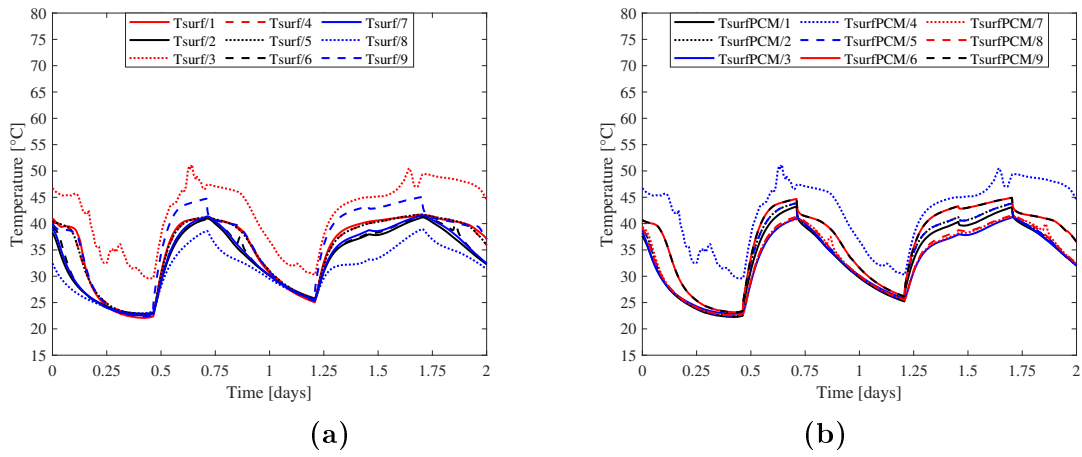 80
75
70
65
60
55
50
45
40
35
30
25
20
15
Temperature [°C]
Tsurf/1 Tsurf/4 Tsurf/7
Tsurf/2 Tsurf/5 Tsurf/8
Tsurf/3 Tsurf/6 Tsurf/9
0 0.25 0.5 0.75 1 1.25 1.5 1.75 2
Time [days]
(a)
80
75
70
65
60
55
50
45
40
35
30
25
20
15
Temperature [°C]
TsurfPCM/1 TsurfPCM/4 TsurfPCM/7
TsurfPCM/2 TsurfPCM/5 TsurfPCM/8
TsurfPCM/3 TsurfPCM/6 TsurfPCM/9
0 0.25 0.5 0.75 1 1.25 1.5 1.75 2
Time [days]
(b)